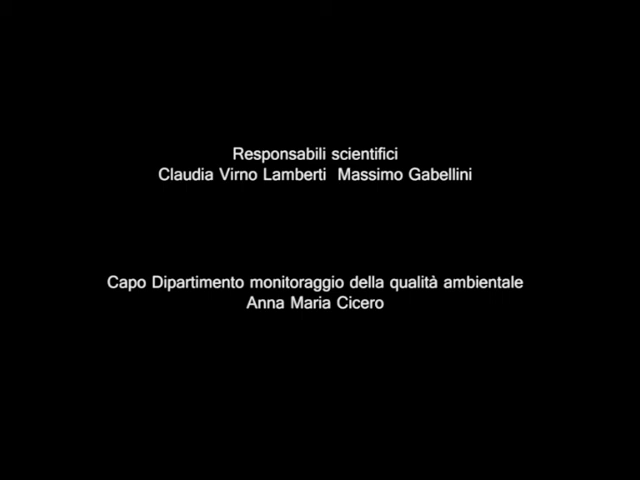 Responsabili scientifici
Claudia Virno Lamberti  Massimo Gabellini
Capo Dipartimento monitoraggio della qualità ambientale
Anna Maria Cicero